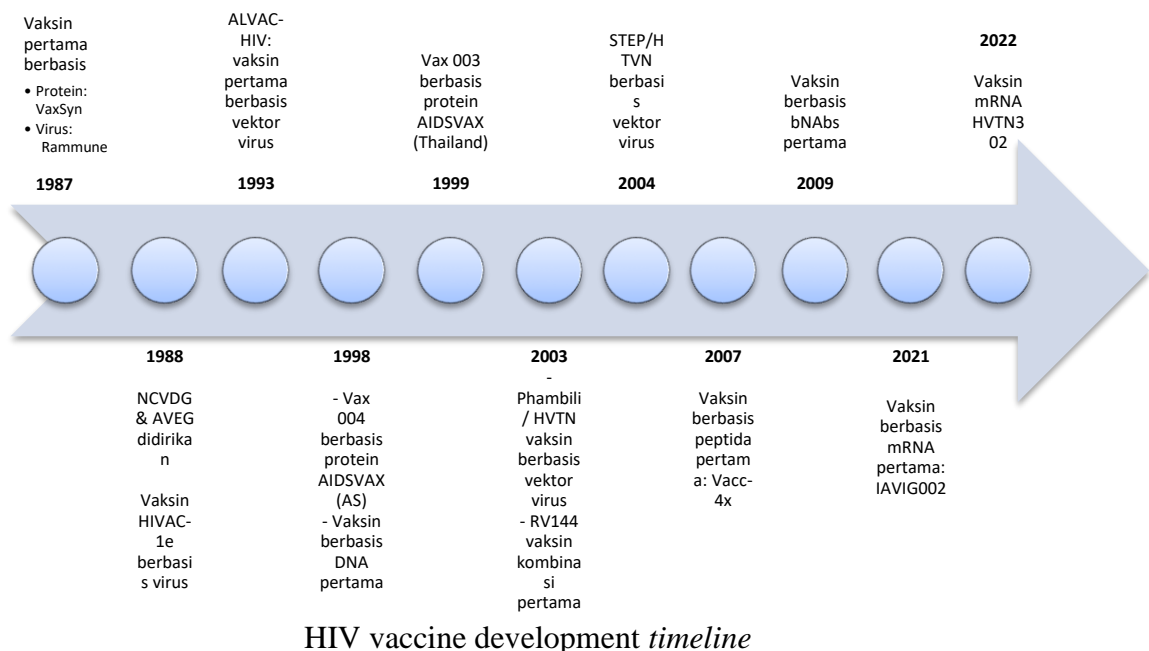 Vaksin
pertama
berbasis
• Protein:
VaxSyn
• Virus:
Rammune
1987
ALVAC-
HIV:
vaksin
pertama
berbasis
vektor
virus
1993
Vax 003
berbasis
protein
AIDSVAX
(Thailand)
1999
STEP/H
TVN
berbasi
s
vektor
virus
2004
Vaksin
berbasis
bNAbs
pertama
2009
2022
Vaksin
mRNA
HVTN3
02
1988
NCVDG
& AVEG
didirika
n
Vaksin
HIVAC-
1e
berbasi
s virus
1998
- Vax
004
berbasis
protein
AIDSVAX
(AS)
- Vaksin
berbasis
DNA
pertama
2003
-
Phambili
/ HVTN
vaksin
berbasis
vektor
virus
- RV144
vaksin
kombina
si
pertama
2007
Vaksin
berbasis
peptida
pertam
a: Vacc-
4x
2021
Vaksin
berbasis
mRNA
pertama:
IAVIG002
HIV vaccine development timeline